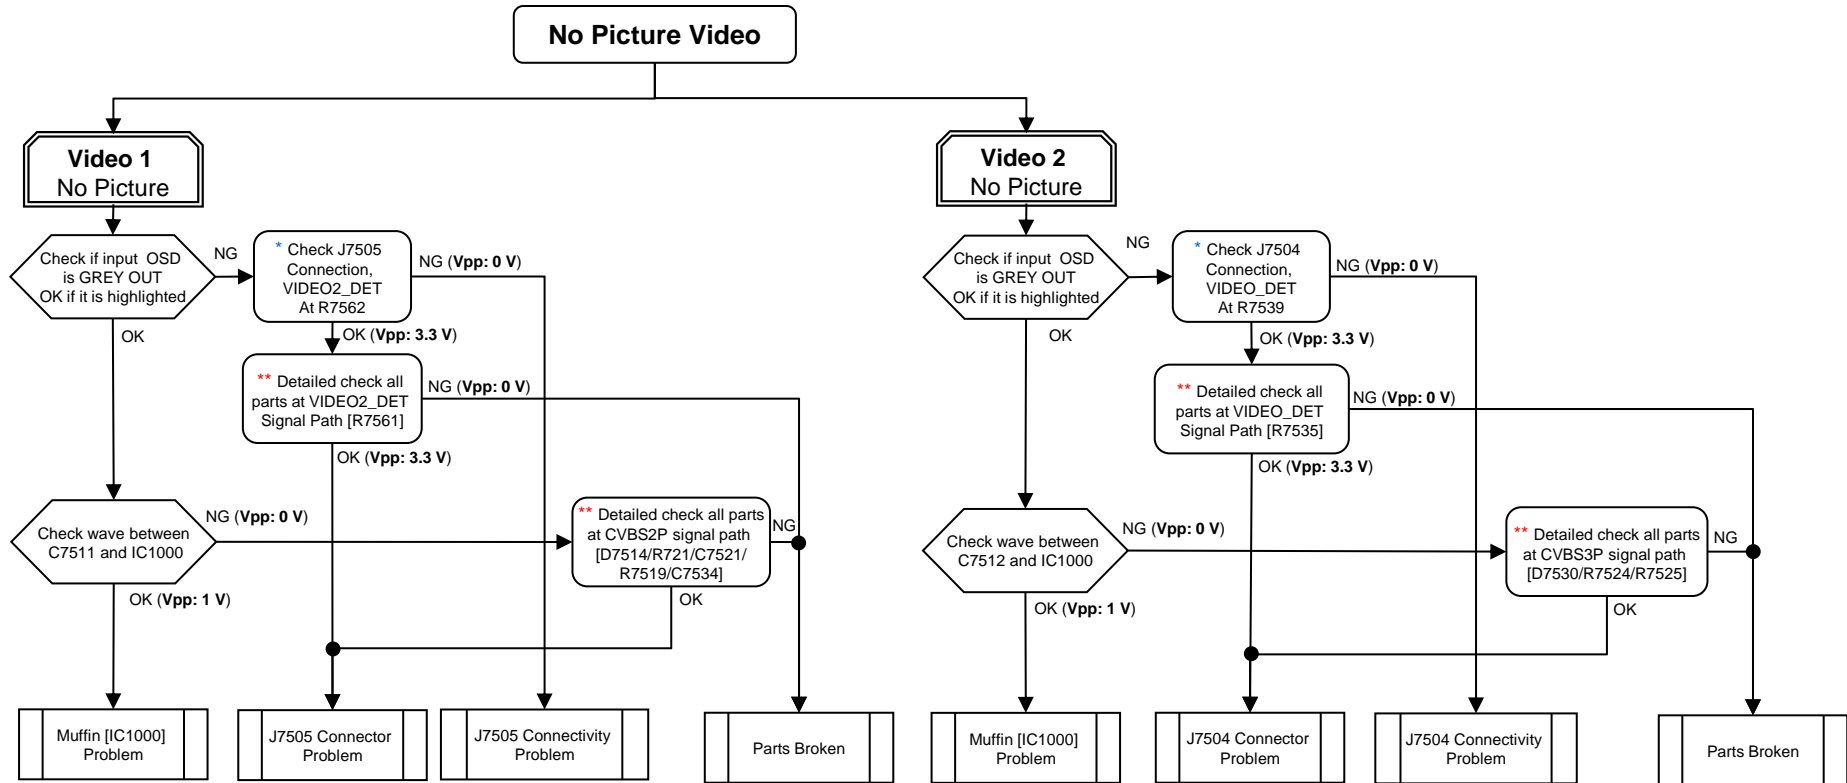 No Picture Video
Video 1
No Picture
Check if input OSD
is GREY OUT
OK if it is highlighted
NG
* Check J7505
Connection,
VIDEO2_DET
At R7562
NG (Vpp: 0 V)
OK
OK (Vpp: 3.3 V)
** Detailed check all
parts at VIDEO2_DET
Signal Path [R7561]
NG (Vpp: 0 V)
OK (Vpp: 3.3 V)
Check wave between
C7511 and IC1000
NG (Vpp: 0 V)
** Detailed check all parts
at CVBS2P signal path
[D7514/R721/C7521/
R7519/C7534]
NG
OK
OK (Vpp: 1 V)
Muffin [IC1000]
Problem
J7505 Connector
Problem
J7505 Connectivity
Problem
Parts Broken
Video 2
No Picture
Check if input OSD
is GREY OUT
OK if it is highlighted
NG
* Check J7504
Connection,
VIDEO_DET
At R7539
NG (Vpp: 0 V)
OK
OK (Vpp: 3.3 V)
** Detailed check all
parts at VIDEO_DET
Signal Path [R7535]
NG (Vpp: 0 V)
OK (Vpp: 3.3 V)
Check wave between
C7512 and IC1000
NG (Vpp: 0 V)
** Detailed check all parts
at CVBS3P signal path
[D7530/R7524/R7525]
NG
OK
OK (Vpp: 1 V)
Muffin [IC1000]
Problem
J7504 Connector
Problem
J7504 Connectivity
Problem
Parts Broken